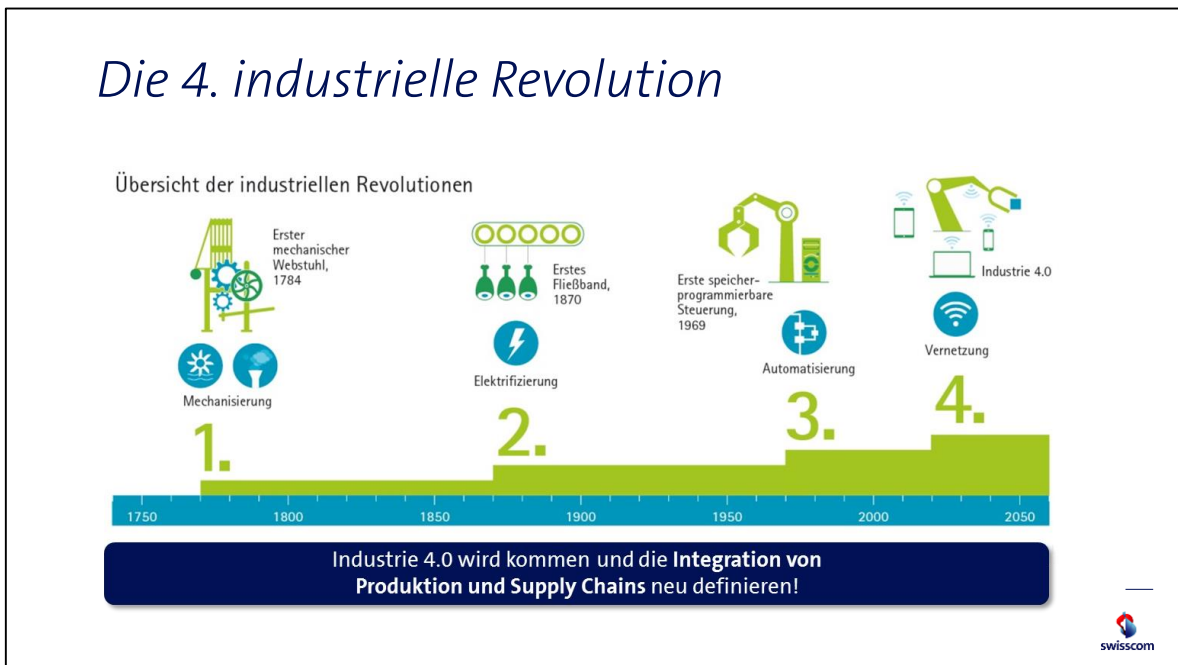 Die 4. industrielle Revolution
Übersicht der industriellen Revolutionen
Erster
mechanischer
Webstuhl,
1784
Mechanisierung
1.
Erstes
Fließband,
1870
Elektrifizierung
2.
Erste speicher-
programmierbare
Steuerung,
1969
Automatisierung
3.
Industrie 4.0
Vernetzung
4.
1750 1800 1850 1900 1950 2000 2050
Industrie 4.0 wird kommen und die Integration von
Produktion und Supply Chains neu definieren!
swisscom